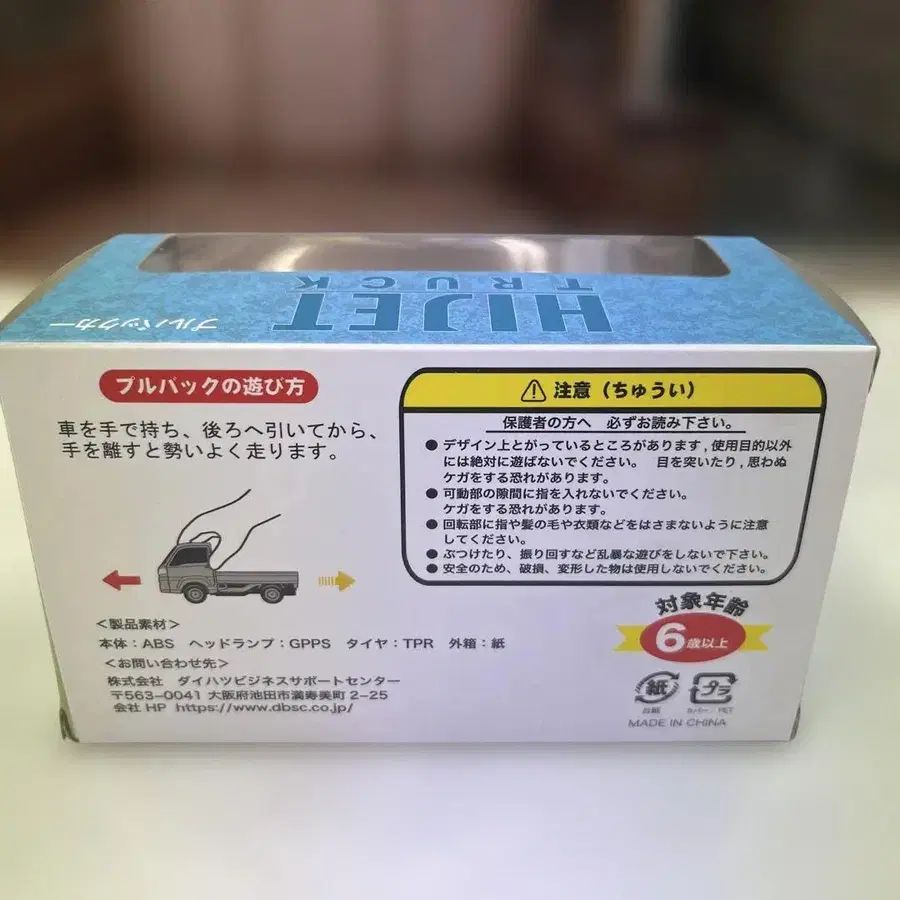 プルバックカー
HIJET
TRUCK
プルバックの遊び方
車を手で持ち、後ろへ引いてから、
手を離すと勢いよく走ります。
注意（ちゅうい）
保護者の方へ　必ずお読み下さい。
●デザイン上とがっているところがあります,使用目的以外
には絶対に遊ばないでください。　目を突いたり,思わぬ
ケガをする恐れがあります。
●可動部の隙間に指を入れないでください。
ケガをする恐れがあります。
●回転部に指や髪の毛や衣類などをはさまないように注意
してください。
●ぶつけたり、振り回すなど乱暴な遊びをしないで下さい。
●安全のため、破損、変形した物は使用しないでください。
＜製品素材＞
本体：ABS　ヘッドランプ：GPPS　タイヤ：TPR　外箱：紙
＜お問い合わせ先＞
株式会社　ダイハツビジネスサポートセンター
〒563-0041 大阪府池田市満寿美町 2-25
会社 HP　https://www.dbsc.co.jp/
対象年齢
6歳以上
紙
プラ
台紙
カバー：PET
MADE IN CHINA